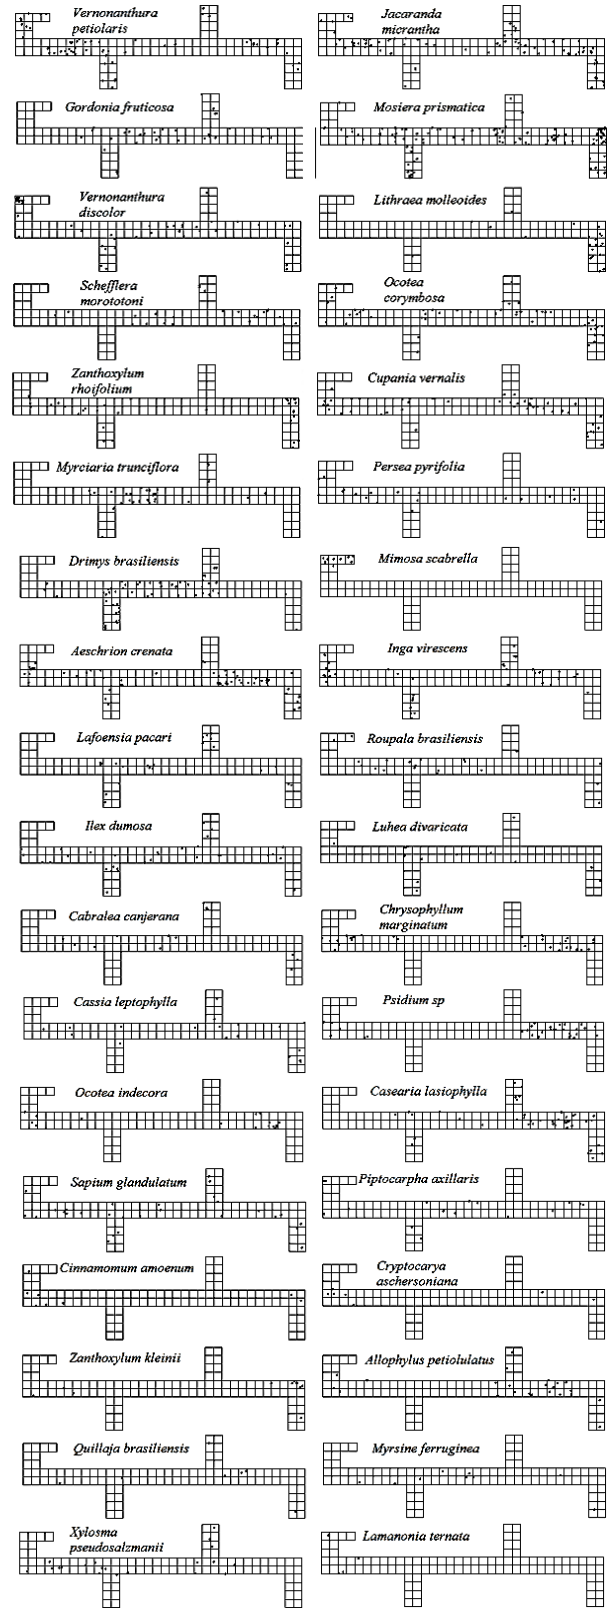 Vernonanthura
petiolaris
Jacaranda
micrantha
Gordonia fruticosa
Mosiera prismatica
Vernonanthura
discolor
Lithraea molleoides
Schefflera
morototoni
Ocotea
corymbosa
Zanthoxylum
rhoifolium
Cupania vernalis
Myrciaria trunciflora
Persea pyrifolia
Drimys brasiliensis
Mimosa scabrella
Aeschrion crenata
Inga virescens
Lafoensia pacari
Roupala brasiliensis
Ilex dumosa
Luhea divaricata
Cabralea canjerana
Chrysophyllum
marginatum
Cassia leptophylla
Psidium sp
Ocotea indecora
Casearia lasiophylla
Sapium glandulatum
Piptocarpha axillaris
Cinnamomum amoenum
Cryptocarya
aschersoniana
Zanthoxylum kleinii
Allophylus petiolulatus
Quillaja brasiliensis
Myrsine ferruginea
Xylosma
pseudosalzmanii
Lamanonia ternata